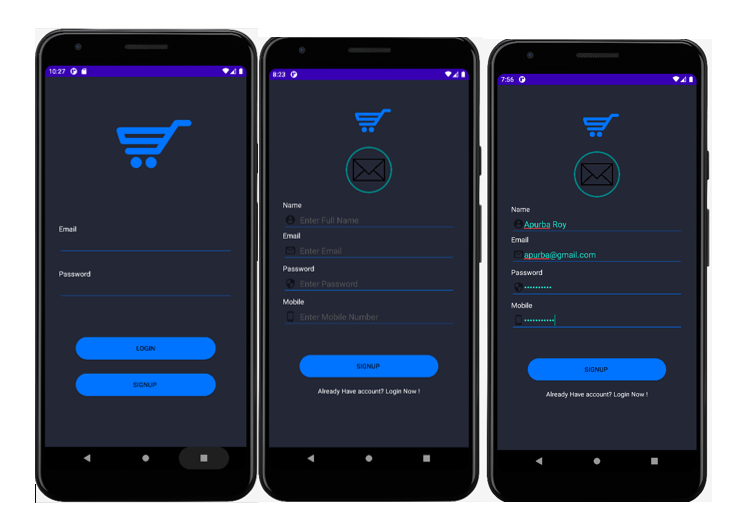 10:27
Email
Password
LOGIN
SIGNUP
8:23
Name
Enter Full Name
Email
Enter Email
Password
Enter Password
Mobile
Enter Mobile Number
SIGNUP
Already Have account? Login Now !
7:56
Name
Apurba Roy
Email
apurba@gmail.com
Password
••••••••••
Mobile
•••••••••••
SIGNUP
Already Have account? Login Now !